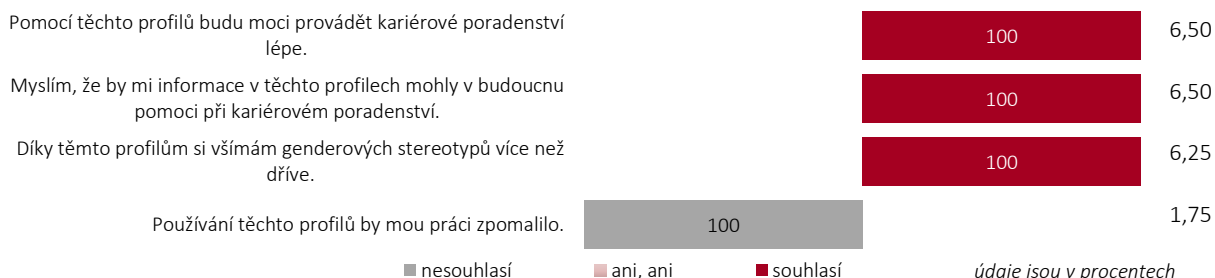 Pomocí těchto profilů budu moci provádět kariérové poradenství
lépe.
100
6,50
Myslím, že by mi informace v těchto profilech mohly v budoucnu
pomoci při kariérovém poradenství.
100
6,50
Díky těmto profilům si všímám genderových stereotypů více než
dříve.
100
6,25
Používání těchto profilů by mou práci zpomalilo.
100
1,75
nesouhlasí ani, ani souhlasí údaje jsou v procentech